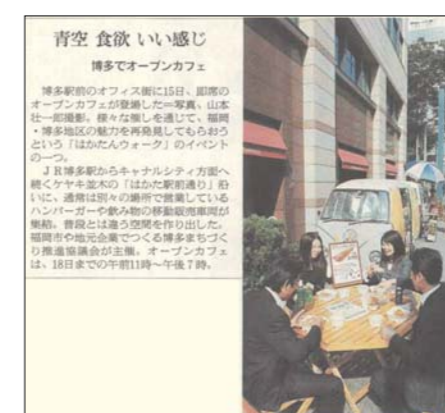 青空 食欲 いい感じ
博多でオープンカフェ
博多駅前のオフィス街に15日、即席の
オープンカフェが登場した＝写真、山本
壮一郎撮影。様々な催しを通じて、福岡
・博多地区の魅力を再発見してもらおう
という「はかたんウォーク」のイベント
の一つ。
ＪＲ博多駅からキャナルシティ方面へ
続くケヤキ並木の「はかた駅前通り」沿
いに、通常は別々の場所で営業している
ハンバーガーや飲み物の移動販売車両が
集結。普段とは違う空間を作り出した。
福岡市や地元企業でつくる博多まちづく
り推進協議会が主催。オープンカフェ
は、18日までの午前11時～午後７時。